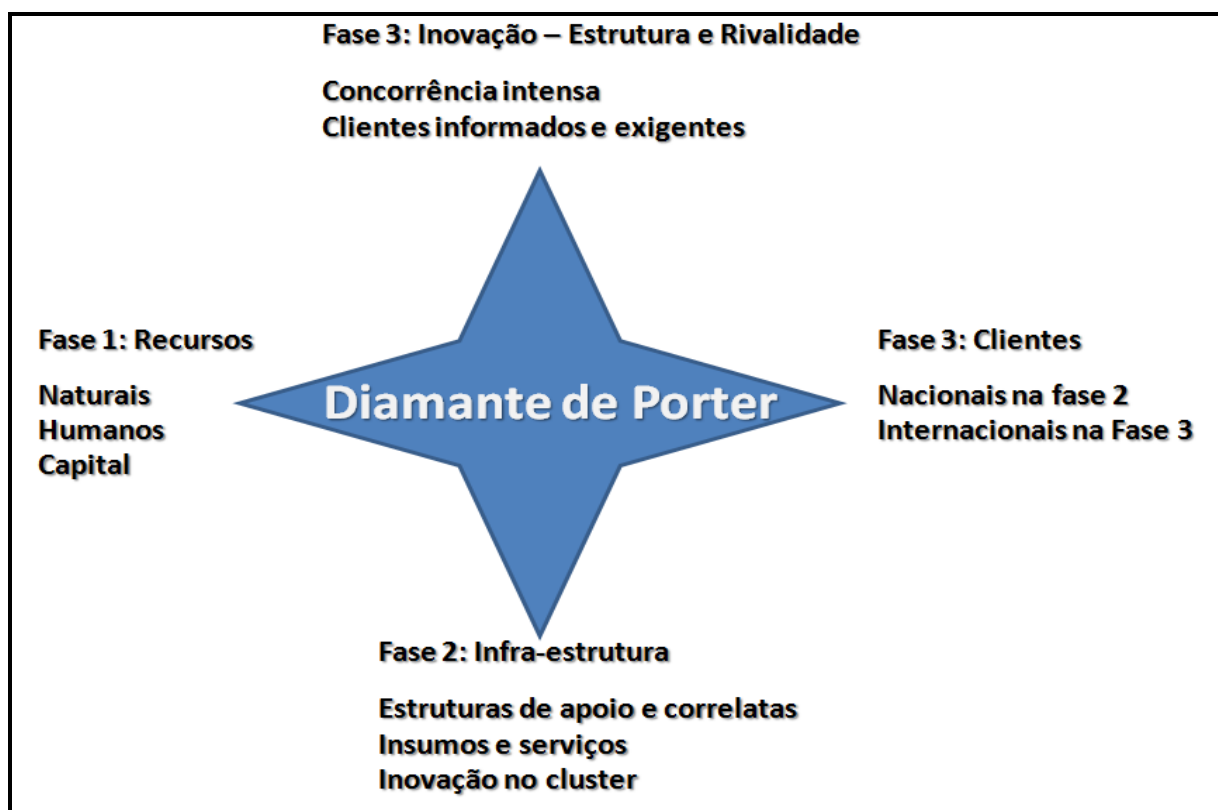 Fase 3: Inovação – Estrutura e Rivalidade
Concorrência intensa
Clientes informados e exigentes
Fase 1: Recursos
Naturais
Humanos
Capital
Diamante de Porter
Fase 3: Clientes
Nacionais na fase 2
Internacionais na Fase 3
Fase 2: Infra-estrutura
Estruturas de apoio e correlatas
Insumos e serviços
Inovação no cluster